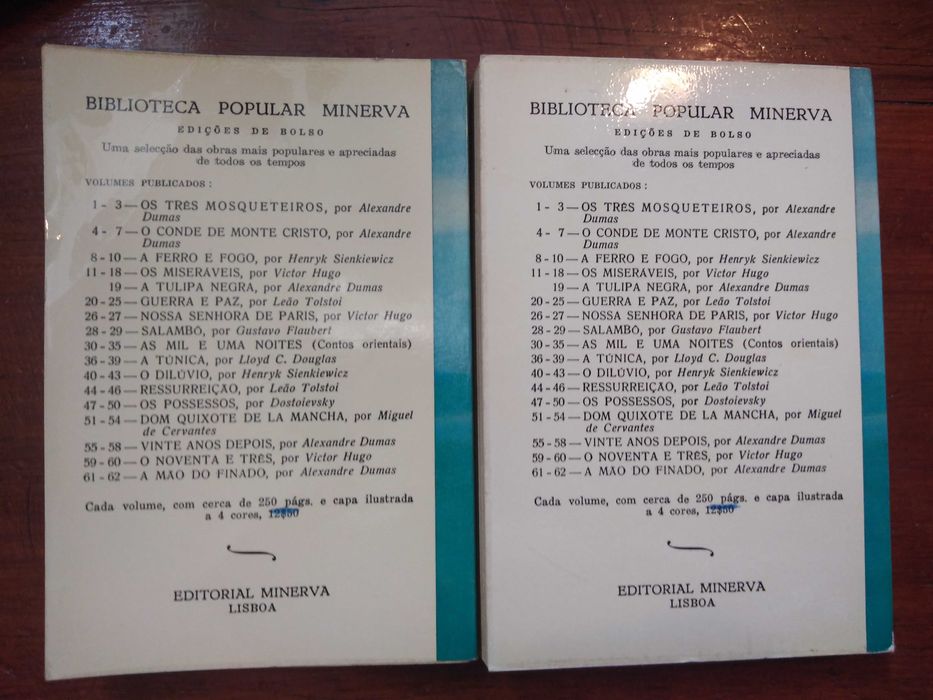 BIBLIOTECA POPULAR MINERVA
EDIÇÕES DE BOLSO
Uma selecção das obras mais populares e apreciadas
de todos os tempos
VOLUMES PUBLICADOS :
1 - 3 — OS TRÊS MOSQUETEIROS, por Alexandre
Dumas
4 - 7 — O CONDE DE MONTE CRISTO, por Alexandre
Dumas
8 - 10 — A FERRO E FOGO, por Henryk Sienkiewicz
11 - 18 — OS MISERÁVEIS, por Victor Hugo
19 — A TULIPA NEGRA, por Alexandre Dumas
20 - 25 — GUERRA E PAZ, por Leão Tolstoi
26 - 27 — NOSSA SENHORA DE PARIS, por Victor Hugo
28 - 29 — SALAMBÓ, por Gustavo Flaubert
30 - 35 — AS MIL E UMA NOITES (Contos orientais)
36 - 39 — A TÚNICA, por Lloyd C. Douglas
40 - 43 — O DILÚVIO, por Henryk Sienkiewicz
44 - 46 — RESSURREIÇÃO, por Leão Tolstoi
47 - 50 — OS POSSESSOS, por Dostoievsky
51 - 54 — DOM QUIXOTE DE LA MANCHA, por Miguel
de Cervantes
55 - 58 — VINTE ANOS DEPOIS, por Alexandre Dumas
59 - 60 — O NOVENTA E TRÊS, por Victor Hugo
61 - 62 — A MÃO DO FINADO, por Alexandre Dumas
Cada volume, com cerca de 250 págs. e capa ilustrada
a 4 cores, 12$50
EDITORIAL MINERVA
LISBOA
BIBLIOTECA POPULAR MINERVA
EDIÇÕES DE BOLSO
Uma selecção das obras mais populares e apreciadas
de todos os tempos
VOLUMES PUBLICADOS :
1 - 3 — OS TRÊS MOSQUETEIROS, por Alexandre
Dumas
4 - 7 — O CONDE DE MONTE CRISTO, por Alexandre
Dumas
8 - 10 — A FERRO E FOGO, por Henryk Sienkiewicz
11 - 18 — OS MISERÁVEIS, por Victor Hugo
19 — A TULIPA NEGRA, por Alexandre Dumas
20 - 25 — GUERRA E PAZ, por Leão Tolstoi
26 - 27 — NOSSA SENHORA DE PARIS, por Victor Hugo
28 - 29 — SALAMBÓ, por Gustavo Flaubert
30 - 35 — AS MIL E UMA NOITES (Contos orientais)
36 - 39 — A TÚNICA, por Lloyd C. Douglas
40 - 43 — O DILÚVIO, por Henryk Sienkiewicz
44 - 46 — RESSURREIÇÃO, por Leão Tolstoi
47 - 50 — OS POSSESSOS, por Dostoievsky
51 - 54 — DOM QUIXOTE DE LA MANCHA, por Miguel
de Cervantes
55 - 58 — VINTE ANOS DEPOIS, por Alexandre Dumas
59 - 60 — O NOVENTA E TRÊS, por Victor Hugo
61 - 62 — A MÃO DO FINADO, por Alexandre Dumas
Cada volume, com cerca de 250 págs. e capa ilustrada
a 4 cores, 12$50
EDITORIAL MINERVA
LISBOA